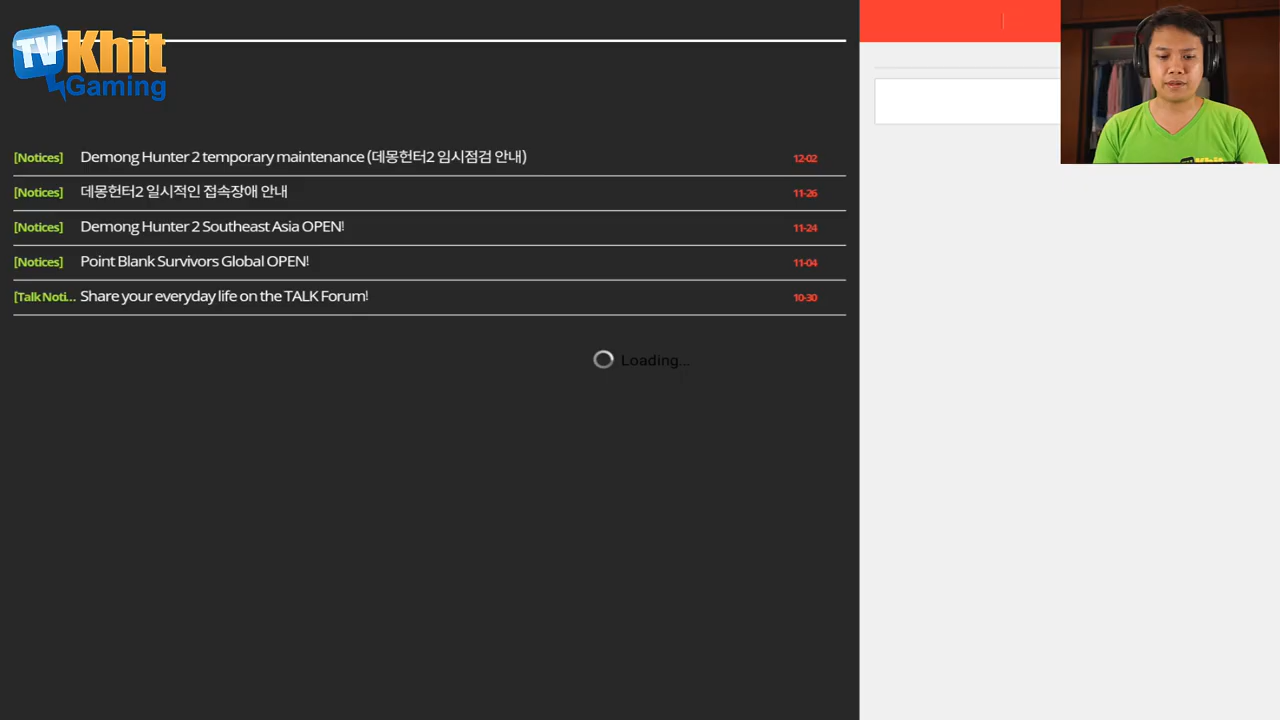 TV Khit
Gaming
[Notices] Demong Hunter 2 temporary maintenance (데몽헌터2 임시점검 안내) 12-02
[Notices] 데몽헌터2 일시적인 접속장애 안내 11-26
[Notices] Demong Hunter 2 Southeast Asia OPEN! 11-24
[Notices] Point Blank Survivors Global OPEN! 11-04
[Talk Noti... Share your everyday life on the TALK Forum! 10-30
Loading...